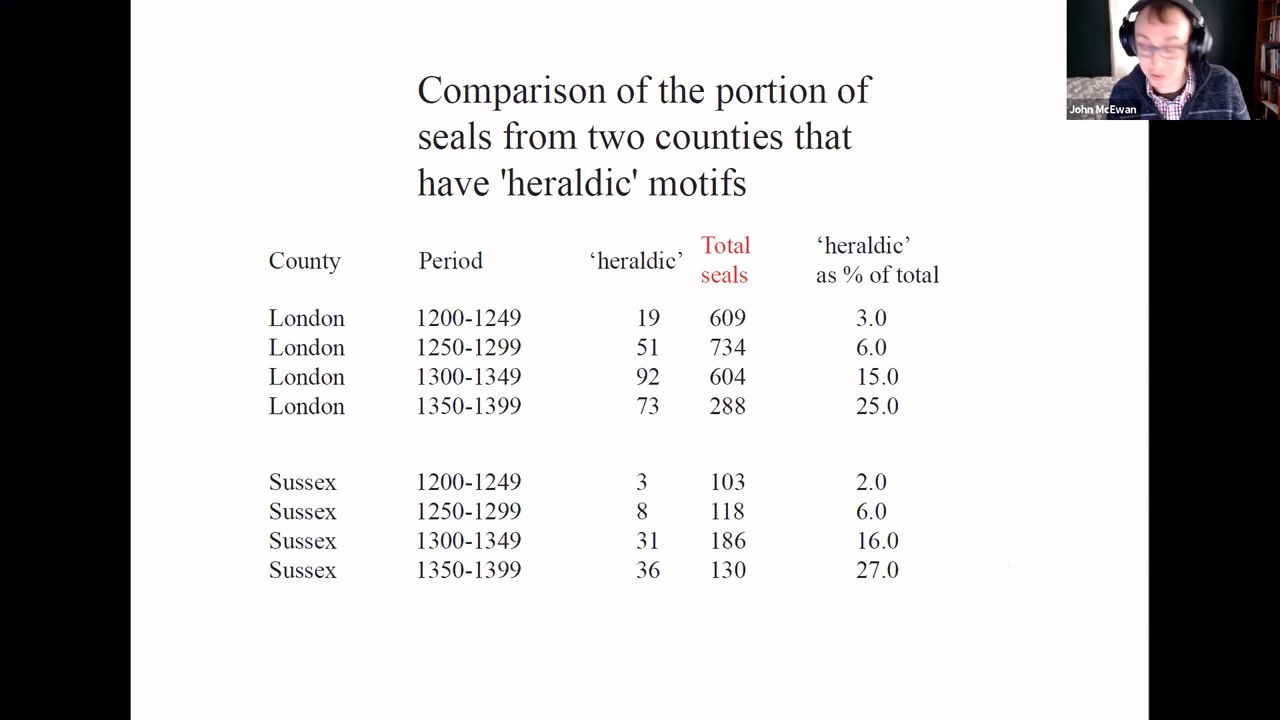 Comparison of the portion of
seals from two counties that
have 'heraldic' motifs
John McEwan
County Period ‘heraldic’ Total seals ‘heraldic’ as % of total
London 1200-1249 19 609 3.0
London 1250-1299 51 734 6.0
London 1300-1349 92 604 15.0
London 1350-1399 73 288 25.0
Sussex 1200-1249 3 103 2.0
Sussex 1250-1299 8 118 6.0
Sussex 1300-1349 31 186 16.0
Sussex 1350-1399 36 130 27.0